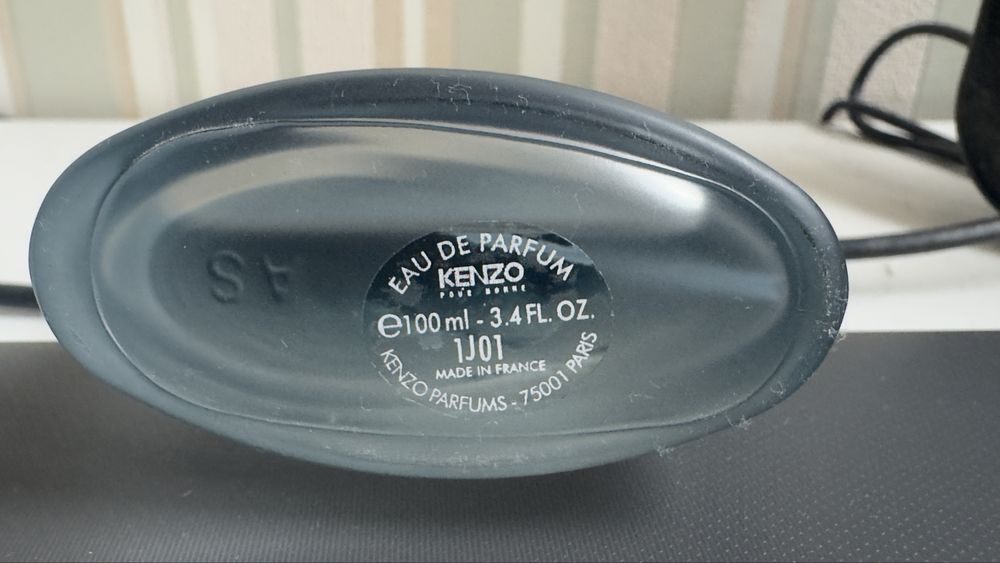 EAU DE PARFUM
KENZO
POUR HOMME
℮100 ml - 3.4 FL. OZ.
1J01
MADE IN FRANCE
KENZO PARFUMS - 75001 PARIS